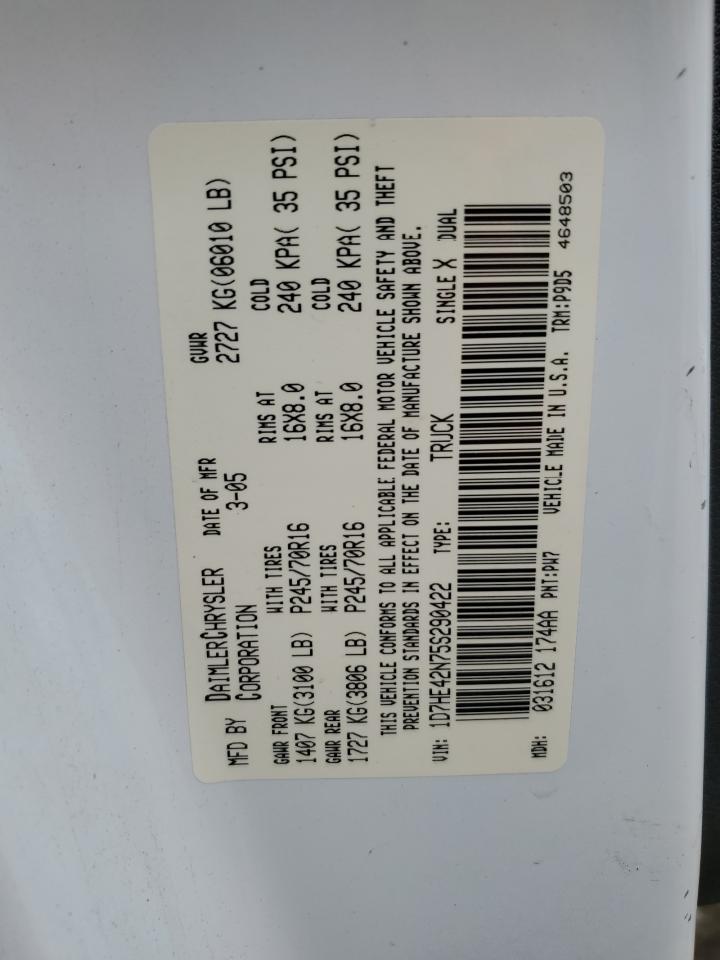 MFD BY DAIMLERCHRYSLER CORPORATION DATE OF MFR 3-05 GVWR 2727 KG(06010 LB)
GAWR FRONT WITH TIRES RIMS AT COLD
1407 KG(3100 LB) P245/70R16 16X8.0 240 KPA( 35 PSI)
GAWR REAR WITH TIRES RIMS AT COLD
1727 KG(3806 LB) P245/70R16 16X8.0 240 KPA( 35 PSI)
THIS VEHICLE CONFORMS TO ALL APPLICABLE FEDERAL MOTOR VEHICLE SAFETY AND THEFT
PREVENTION STANDARDS IN EFFECT ON THE DATE OF MANUFACTURE SHOWN ABOVE.
VIN: 1D7HE42N75S290422 TYPE: TRUCK SINGLE X DUAL
MDH: 031612 174AA PNT:PW7 VEHICLE MADE IN U.S.A. TRM:P9D5 4648503